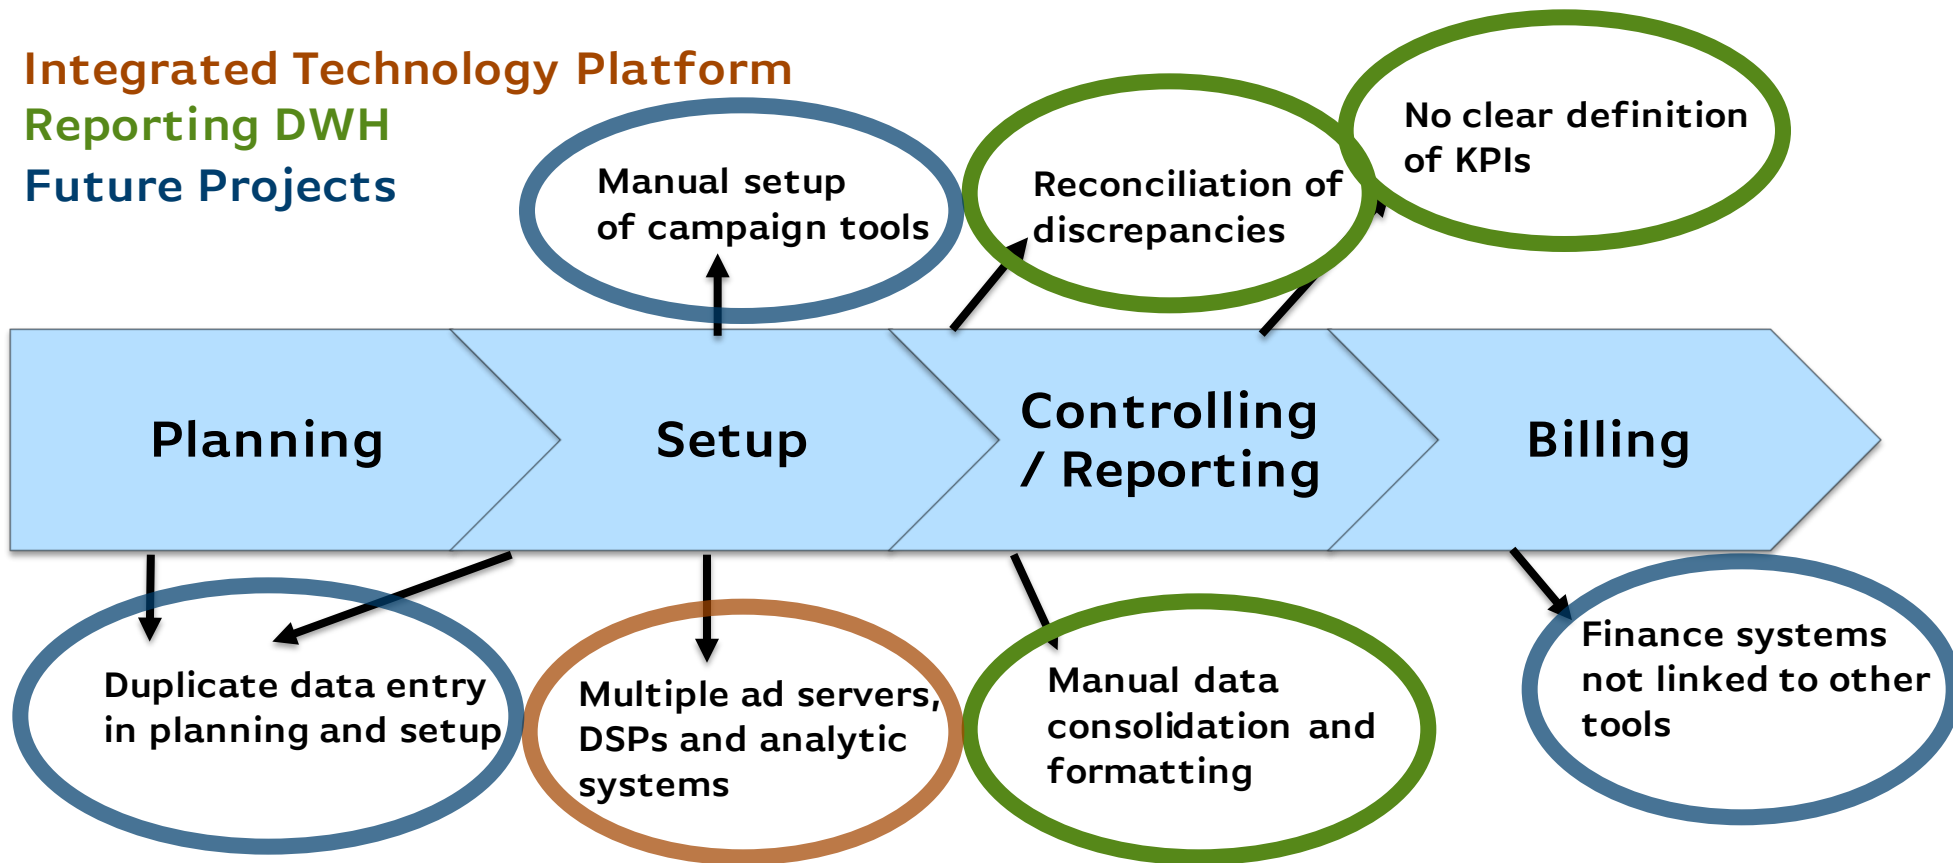 Integrated Technology Platform
Reporting DWH
Future Projects
Manual setup
of campaign tools
Reconciliation of
discrepancies
No clear definition
of KPIs
Planning
Setup
Controlling
/ Reporting
Billing
Duplicate data entry
in planning and setup
Multiple ad servers,
DSPs and analytic
systems
Manual data
consolidation and
formatting
Finance systems
not linked to other
tools